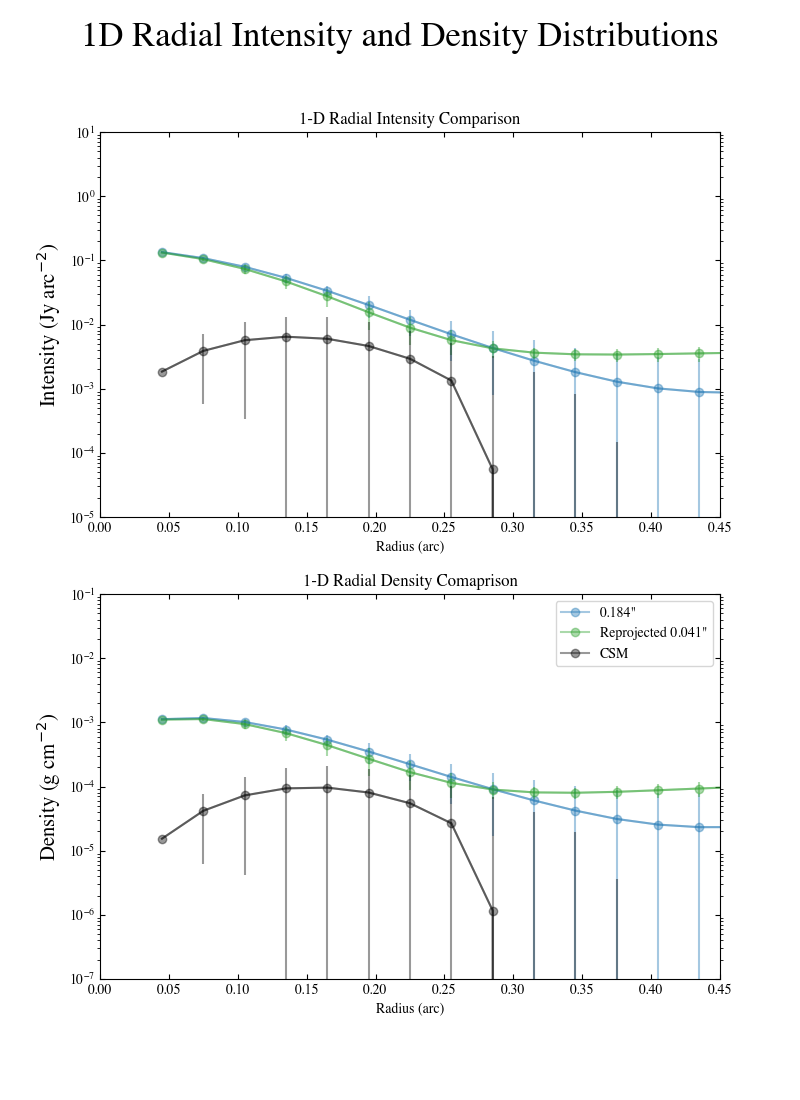 1D Radial Intensity and Density Distributions
1-D Radial Intensity Comparison
10^1
10^0
10^−1
10^−2
10^−3
10^−4
10^−5
Intensity (Jy arc^−2)
0.00 0.05 0.10 0.15 0.20 0.25 0.30 0.35 0.40 0.45
Radius (arc)
1-D Radial Density Comaprison
10^−1
10^−2
10^−3
10^−4
10^−5
10^−6
10^−7
Density (g cm^−2)
0.184"
Reprojected 0.041"
CSM
0.00 0.05 0.10 0.15 0.20 0.25 0.30 0.35 0.40 0.45
Radius (arc)